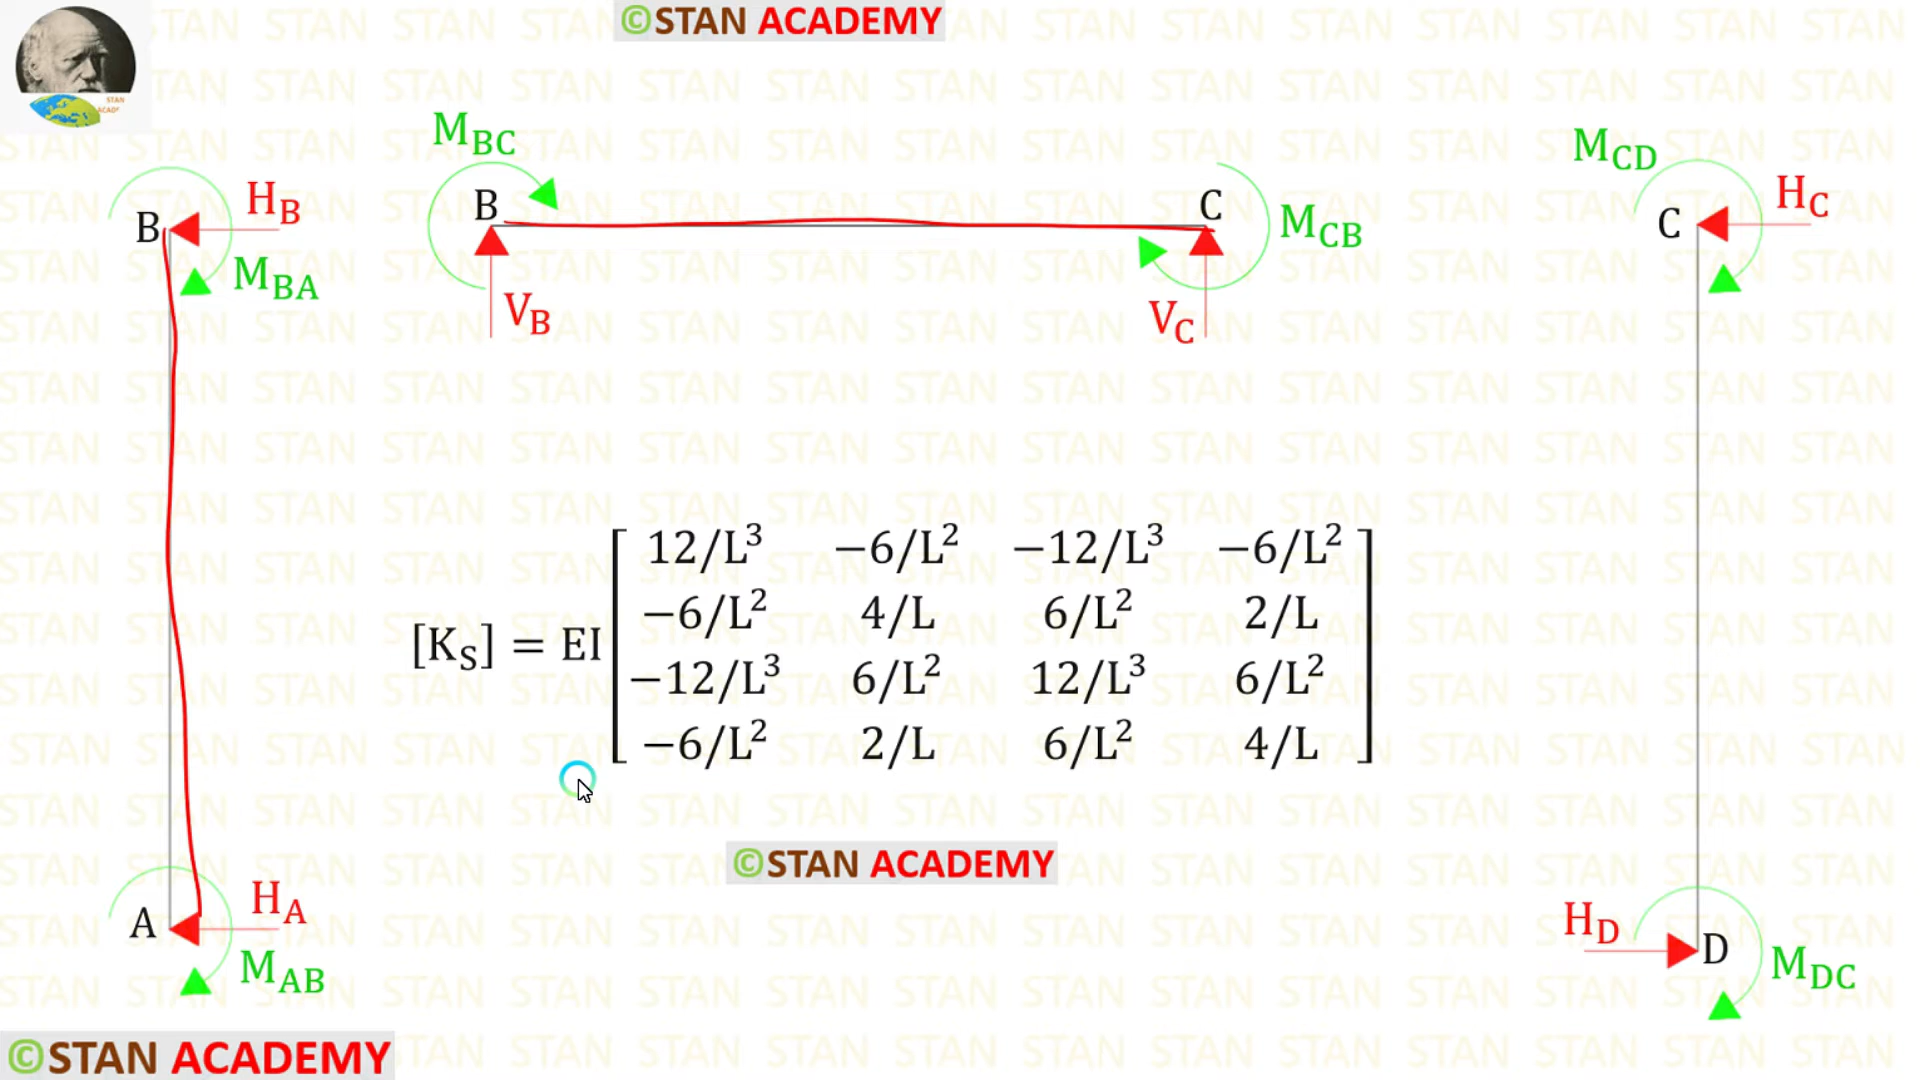 ©STAN ACADEMY
STAN ACADEMY
M_BC
M_CD
B H_B
M_BA
B
C
M_CB
C H_C
V_B
V_C
[K_S] = EI
12/L³ −6/L² −12/L³ −6/L²
−6/L² 4/L 6/L² 2/L
−12/L³ 6/L² 12/L³ 6/L²
−6/L² 2/L 6/L² 4/L
©STAN ACADEMY
A H_A
M_AB
H_D D
M_DC
©STAN ACADEMY